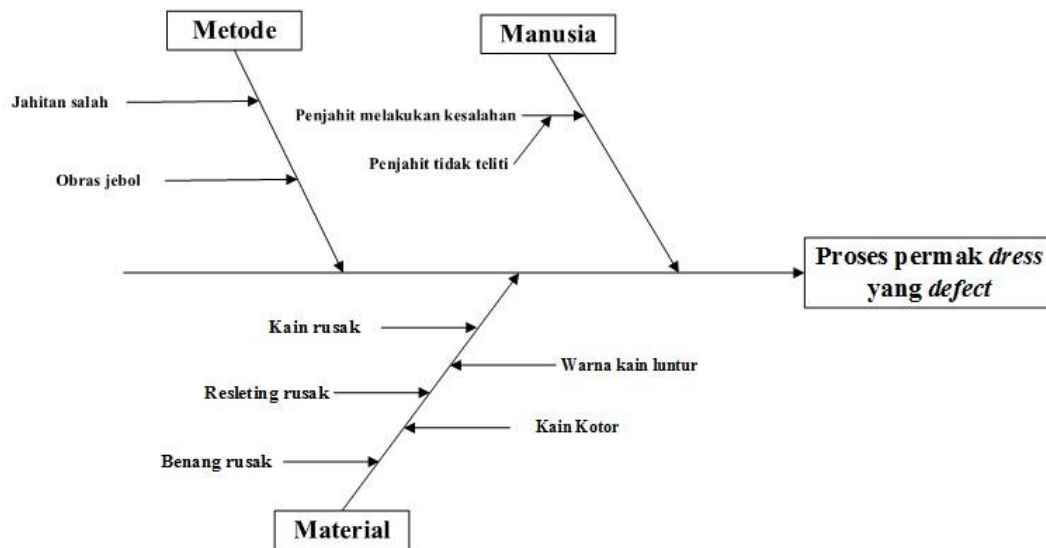 Metode
Manusia
Jahitan salah
Penjahit melakukan kesalahan
Penjahit tidak teliti
Obras jebol
Proses permak dress
yang defect
Kain rusak
Warna kain luntur
Resleting rusak
Kain Kotor
Benang rusak
Material